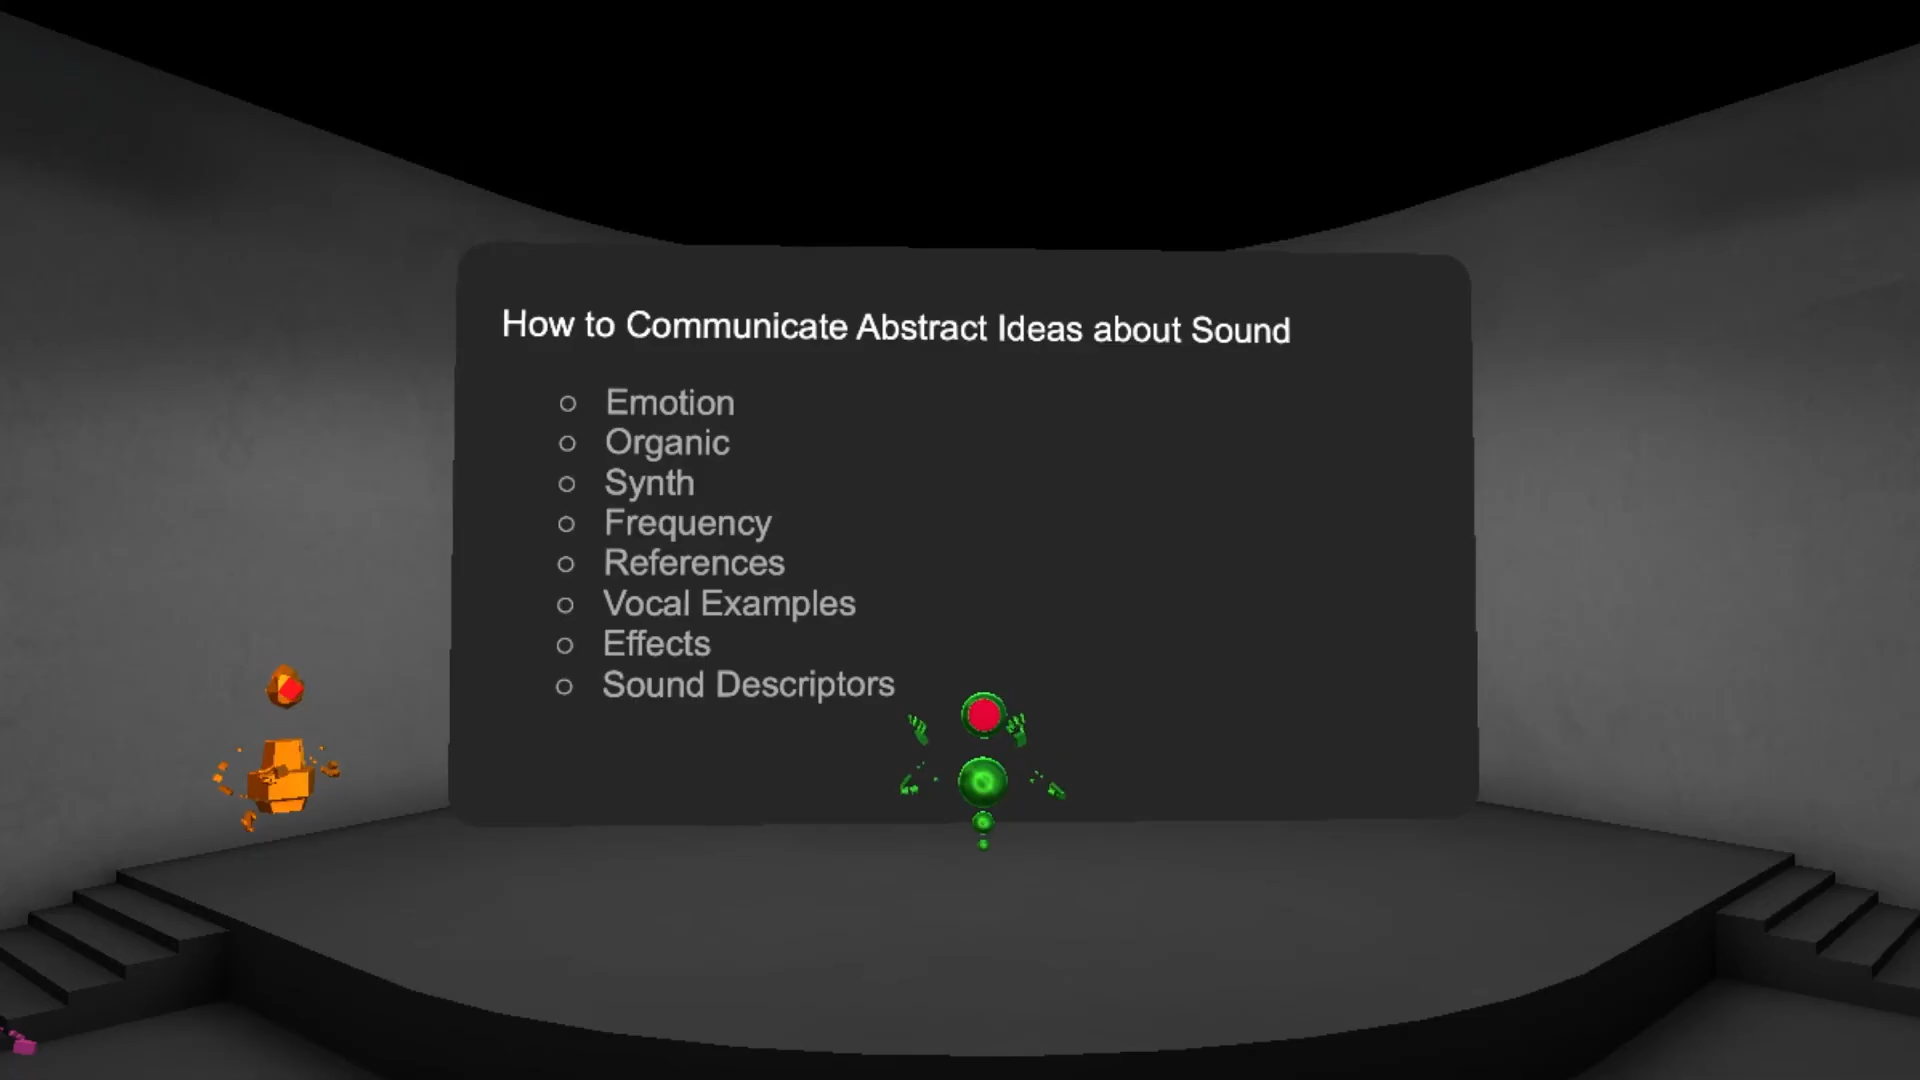 How to Communicate Abstract Ideas about Sound
Emotion
Organic
Synth
Frequency
References
Vocal Examples
Effects
Sound Descriptors